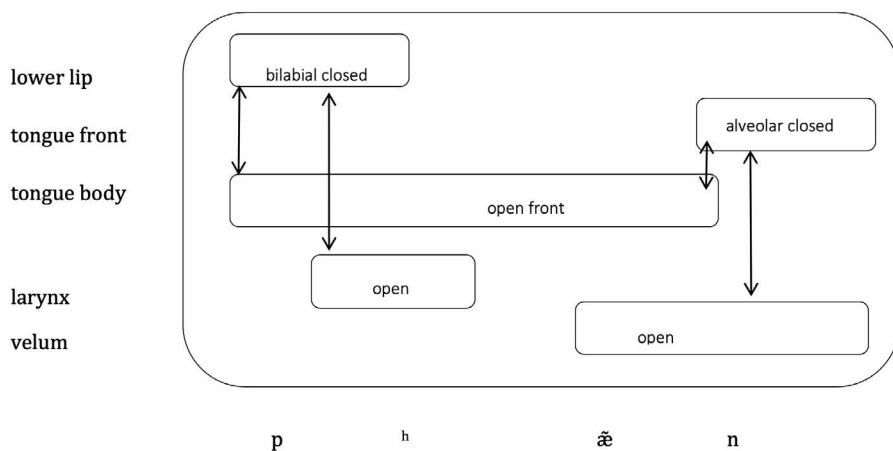 bilabial closed
lower lip
alveolar closed
tongue front
tongue body
open front
open
larynx
open
velum
p ʰ æ̃ n